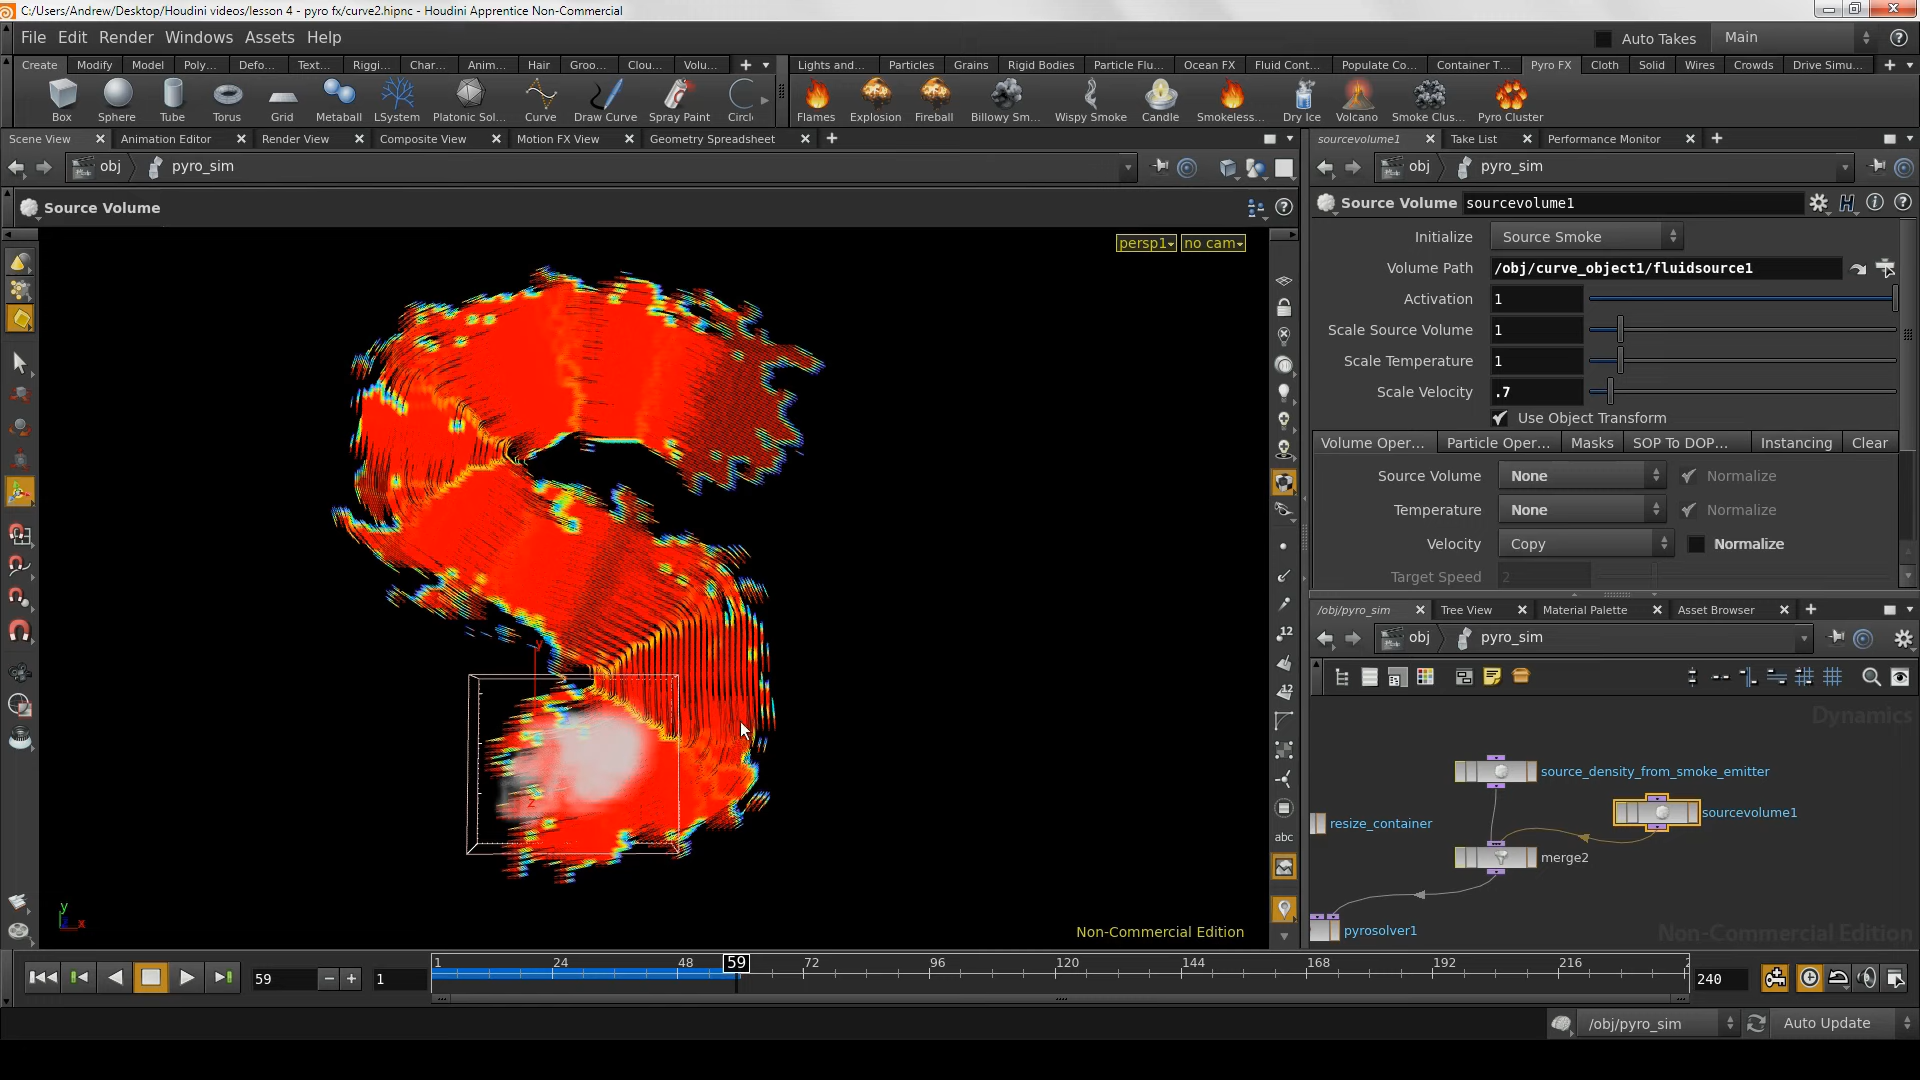 C:/Users/Andrew/Desktop/Houdini videos/lesson 4 - pyro fx/curve2.hipnc - Houdini Apprentice Non-Commercial
File Edit Render Windows Assets Help
Auto Takes Main
Create Modify Model Poly... Defo... Text... Riggi... Char... Anim... Hair Groo... Clou... Volu...
Lights and... Particles Grains Rigid Bodies Particle Flu... Ocean FX Fluid Cont... Populate Co... Container T... Pyro FX Cloth Solid Wires Crowds Drive Simu...
Box Sphere Tube Torus Grid Metaball LSystem Platonic Sol... Curve Draw Curve Spray Paint Circl
Flames Explosion Fireball Billowy Sm... Wispy Smoke Candle Smokeless... Dry Ice Volcano Smoke Clus... Pyro Cluster
Scene View Animation Editor Render View Composite View Motion FX View Geometry Spreadsheet
sourcevolume1 Take List Performance Monitor
obj pyro_sim
obj pyro_sim
Source Volume
Source Volume sourcevolume1
persp1 no cam
Initialize Source Smoke
Volume Path /obj/curve_object1/fluidsource1
Activation 1
Scale Source Volume 1
Scale Temperature 1
Scale Velocity .7
Use Object Transform
Volume Oper... Particle Oper... Masks SOP To DOP... Instancing Clear
Source Volume None Normalize
Temperature None Normalize
Velocity Copy Normalize
Target Speed 2
/obj/pyro_sim Tree View Material Palette Asset Browser
obj pyro_sim
Dynamics
source_density_from_smoke_emitter
sourcevolume1
resize_container
merge2
pyrosolver1
Non-Commercial Edition
y
z
12
12
abc
y
x
Non-Commercial Edition
59 1
1 24 48 59 72 96 120 144 168 192 216 2
240
/obj/pyro_sim Auto Update